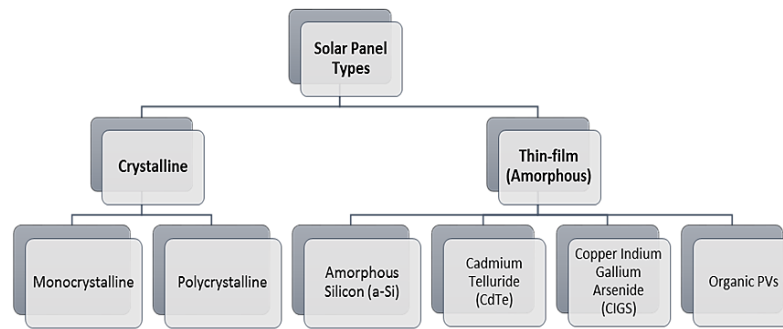 Solar Panel
Types
Crystalline
Thin-film
(Amorphous)
Monocrystalline
Polycrystalline
Amorphous
Silicon (a-Si)
Cadmium
Telluride
(CdTe)
Copper Indium
Gallium
Arsenide
(CIGS)
Organic PVs